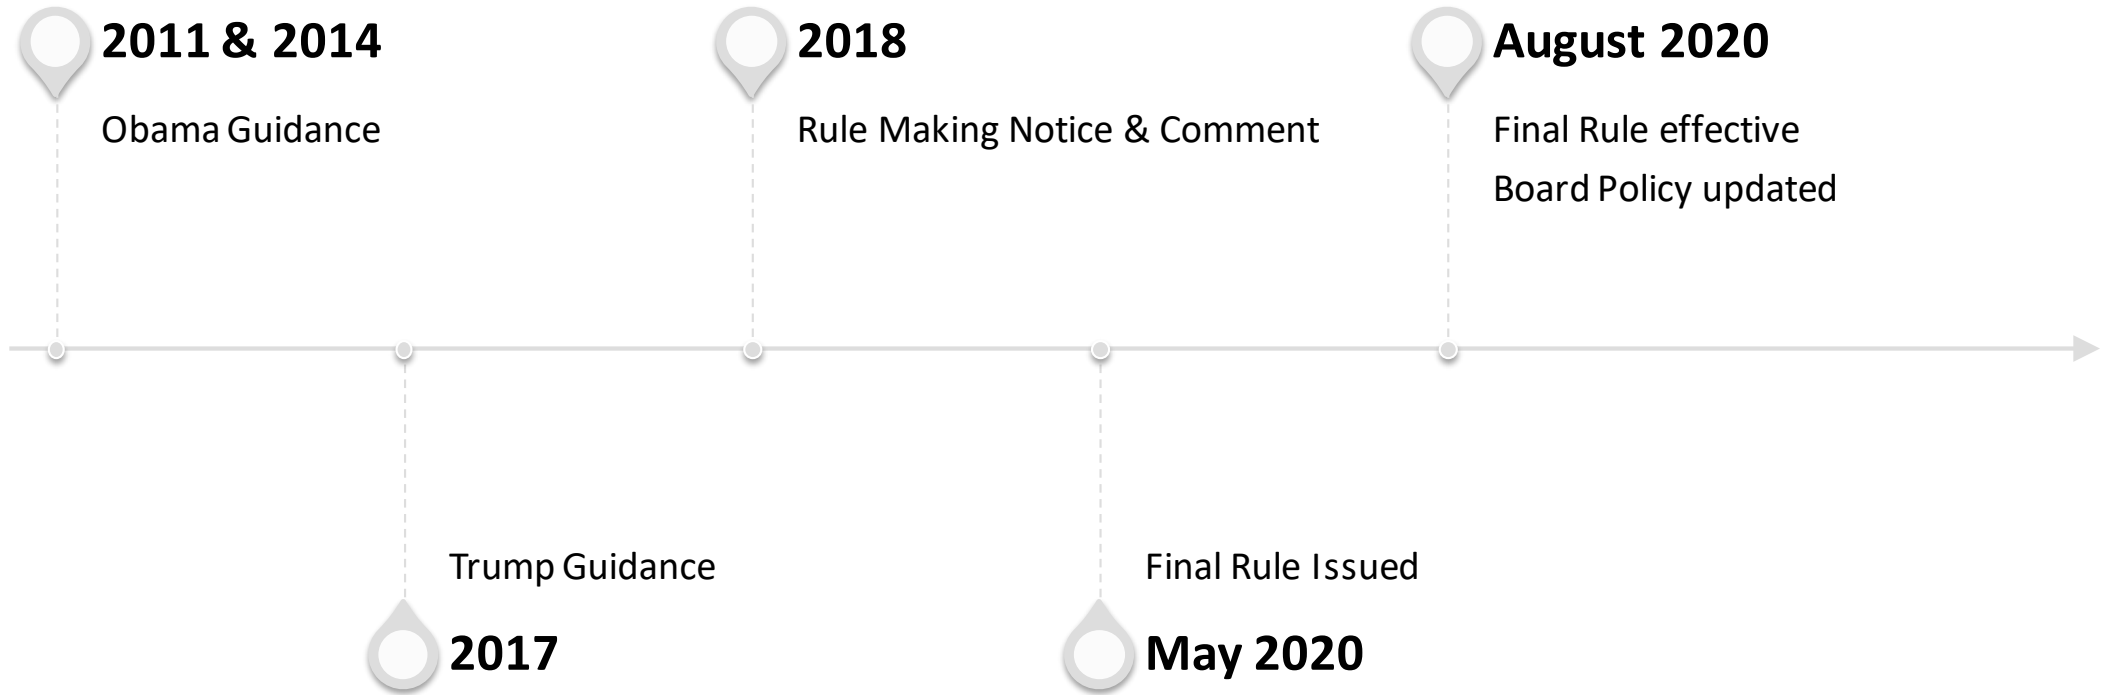 2011 & 2014
Obama Guidance
2018
Rule Making Notice & Comment
August 2020
Final Rule effective
Board Policy updated
Trump Guidance
2017
Final Rule Issued
May 2020